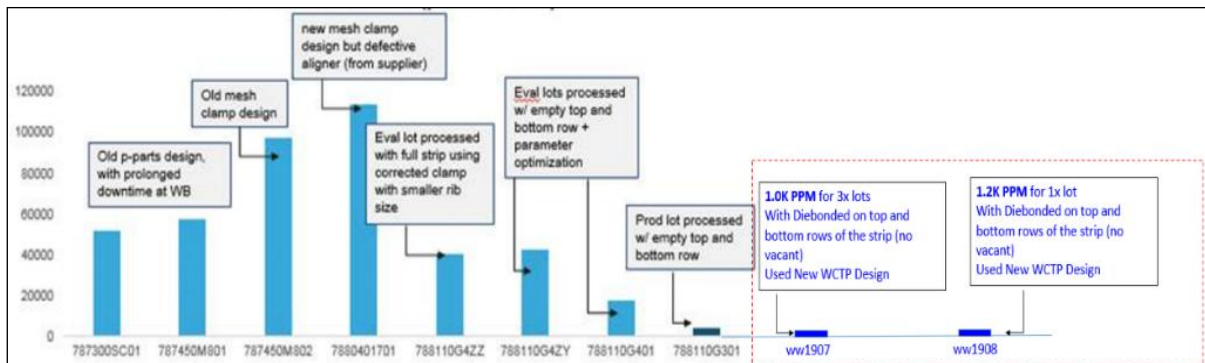 new mesh clamp
design but defective
aligner (from supplier)
Old mesh
clamp design
Old p-parts design,
with prolonged
downtime at WB
Eval lot processed
with full strip using
corrected clamp
with smaller rib
size
Eval lots processed
w/ empty top and
bottom row +
parameter
optimization
Prod lot processed
w/ empty top and
bottom row
1.0K PPM for 3x lots
With Diebonded on top and
bottom rows of the strip (no
vacant)
Used New WCTP Design
1.2K PPM for 1x lot
With Diebonded on top and
bottom rows of the strip (no
vacant)
Used New WCTP Design
120000
100000
80000
60000
40000
20000
0
787300SC01 787450M801 787450M802 7880401701 788110G4ZZ 788110G4ZY 788110G401 788110G301 ww1907 ww1908